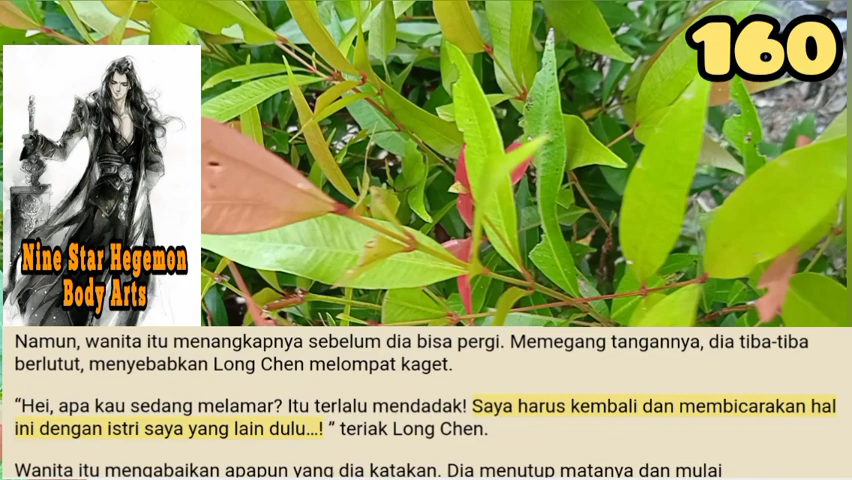 160
Nine Star Hegemon
Body Arts
Namun, wanita itu menangkapnya sebelum dia bisa pergi. Memegang tangannya, dia tiba-tiba
berlutut, menyebabkan Long Chen melompat kaget.
“Hei, apa kau sedang melamar? Itu terlalu mendadak! Saya harus kembali dan membicarakan hal
ini dengan istri saya yang lain dulu…! ” teriak Long Chen.
Wanita itu mengabaikan apapun yang dia katakan. Dia menutup matanya dan mulai